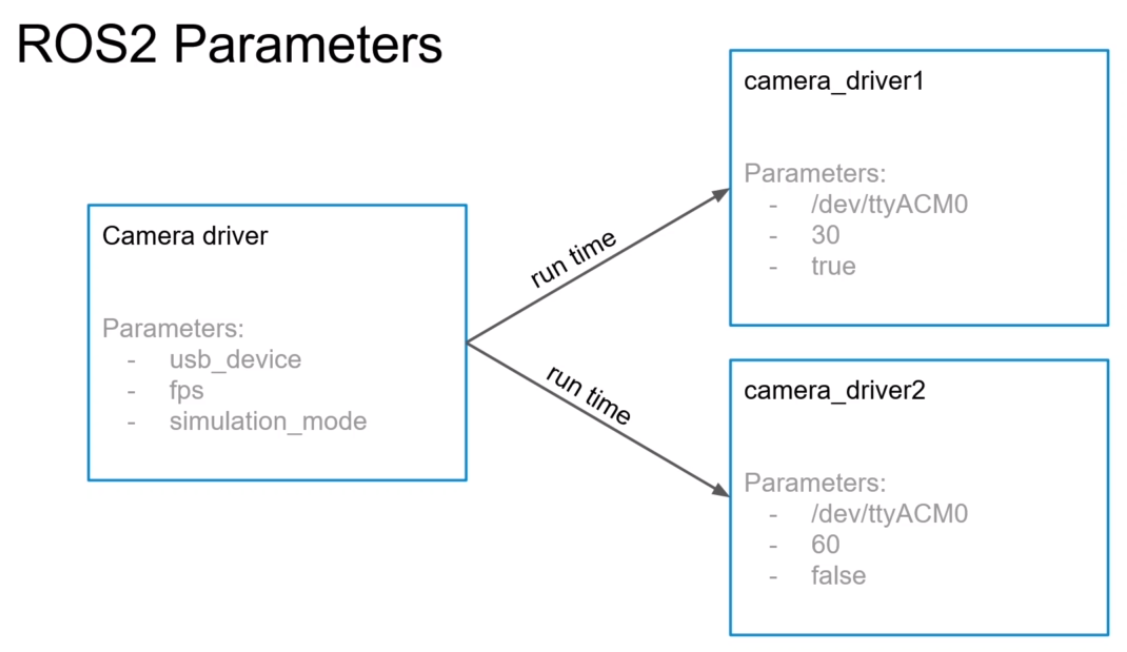 ROS2 Parameters
Camera driver
Parameters:
- usb_device
- fps
- simulation_mode
run time
run time
camera_driver1
Parameters:
- /dev/ttyACM0
- 30
- true
camera_driver2
Parameters:
- /dev/ttyACM0
- 60
- false